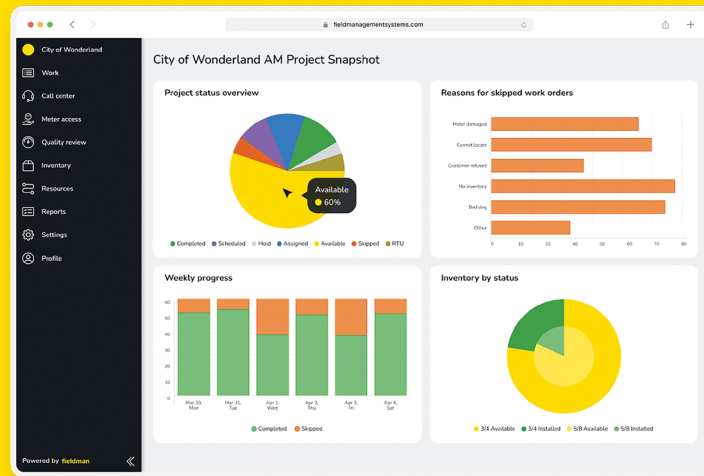 fieldmanagementsystems.com
City of Wonderland
Work
Call center
Meter access
Quality review
Inventory
Resources
Reports
Settings
Profile
Powered by fieldman
City of Wonderland AM Project Snapshot
Project status overview
Available
60%
Completed Scheduled Hold Assigned Available Skipped RTU
Reasons for skipped work orders
Meter damaged
Cannot locate
Customer refused
No inventory
Bad dog
Other
0 10 20 30 40 50 60 70 80
Weekly progress
60
50
40
30
20
10
0
Mar 30, Mon
Mar 31, Tue
Apr 1, Wed
Apr 2, Thu
Apr 3, Fri
Apr 4, Sat
Completed Skipped
Inventory by status
3/4 Available 3/4 Installed 5/8 Available 5/8 Installed